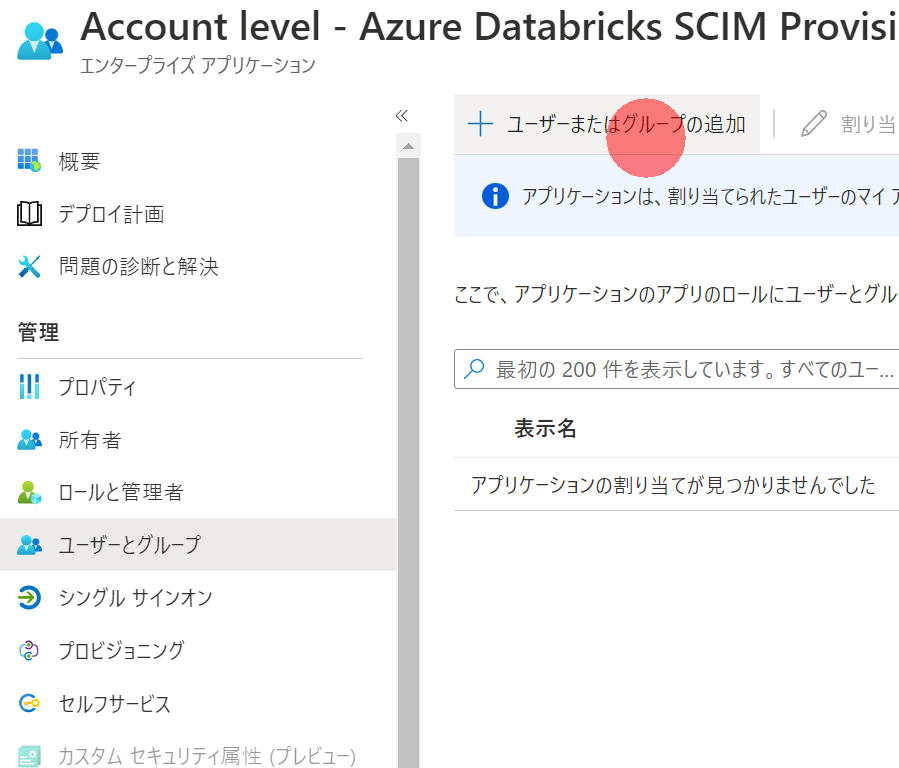 Account level - Azure Databricks SCIM Provisi
エンタープライズ アプリケーション
«
概要
デプロイ計画
問題の診断と解決
管理
プロパティ
所有者
ロールと管理者
ユーザーとグループ
シングル サインオン
プロビジョニング
セルフサービス
カスタム セキュリティ属性 (プレビュー)
ユーザーまたはグループの追加
割り当
アプリケーションは、割り当てられたユーザーのマイ ア
ここで、アプリケーションのアプリのロールにユーザーとグル
最初の 200 件を表示しています。すべてのユー...
表示名
アプリケーションの割り当てが見つかりませんでした